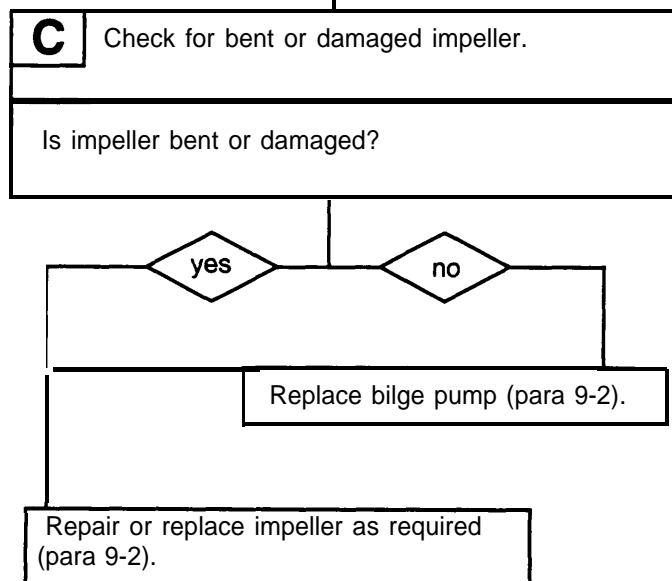 C Check for bent or damaged impeller.
Is impeller bent or damaged?
yes no
Replace bilge pump (para 9-2).
Repair or replace impeller as required
(para 9-2).